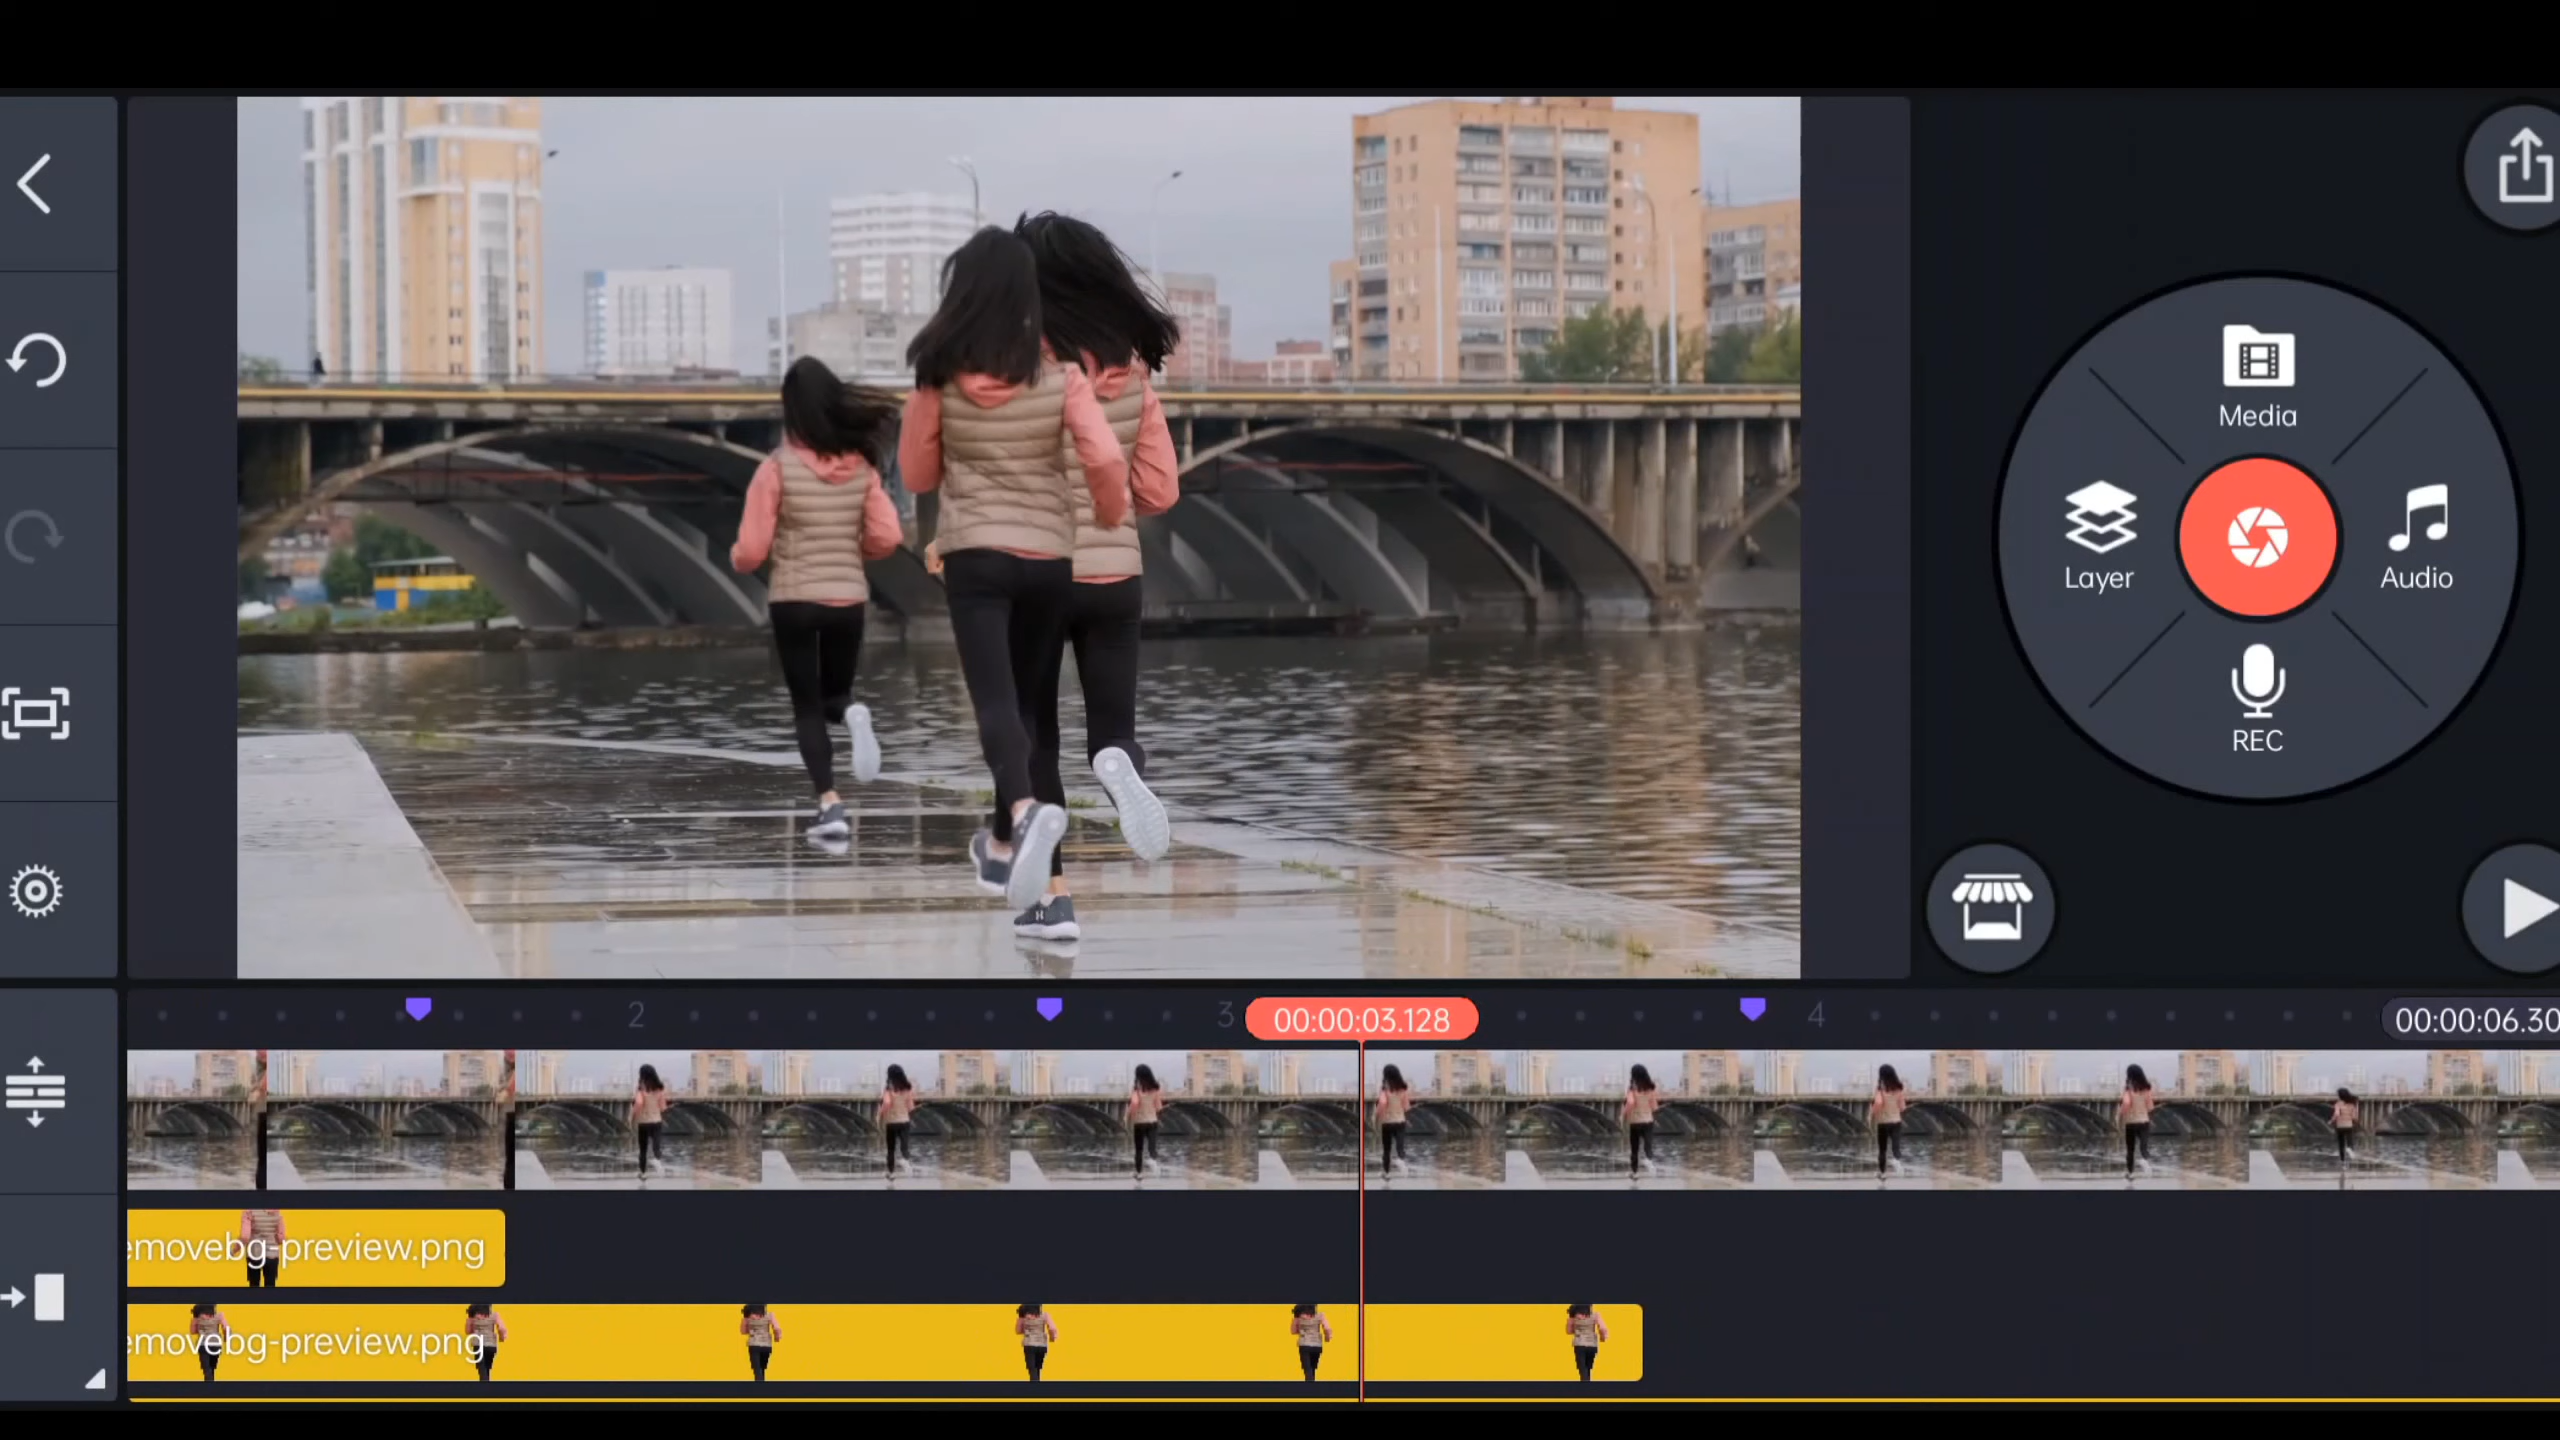 Media
Layer
Audio
REC
2
3
00:00:03.128
4
00:00:06.30
emovebg-preview.png
emovebg-preview.png